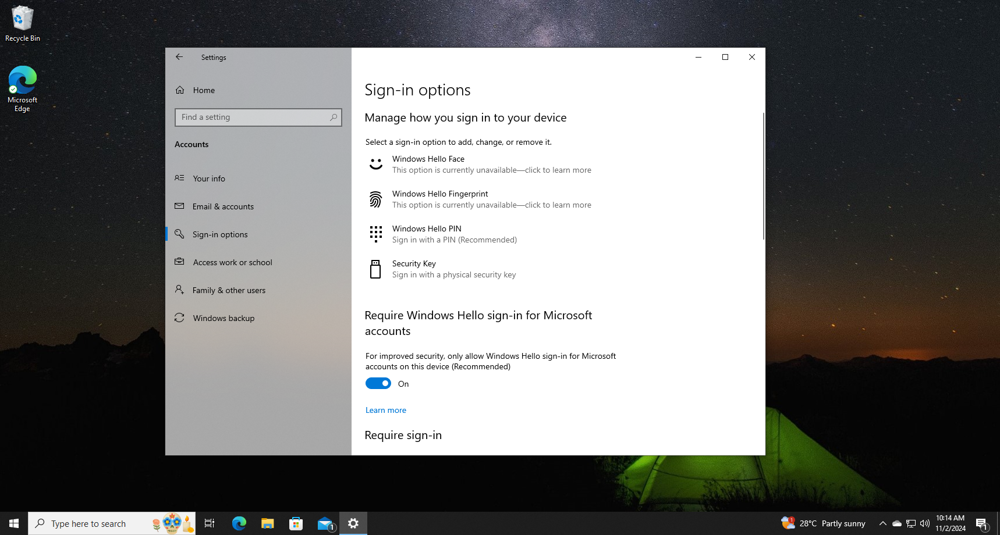 Recycle Bin
Microsoft
Edge
Settings
Home
Find a setting
Accounts
Your info
Email & accounts
Sign-in options
Access work or school
Family & other users
Windows backup
Sign-in options
Manage how you sign in to your device
Select a sign-in option to add, change, or remove it.
Windows Hello Face
This option is currently unavailable—click to learn more
Windows Hello Fingerprint
This option is currently unavailable—click to learn more
Windows Hello PIN
Sign in with a PIN (Recommended)
Security Key
Sign in with a physical security key
Require Windows Hello sign-in for Microsoft
accounts
For improved security, only allow Windows Hello sign-in for Microsoft
accounts on this device (Recommended)
On
Learn more
Require sign-in
Type here to search
1
1
28°C Partly sunny
10:14 AM
11/2/2024
1